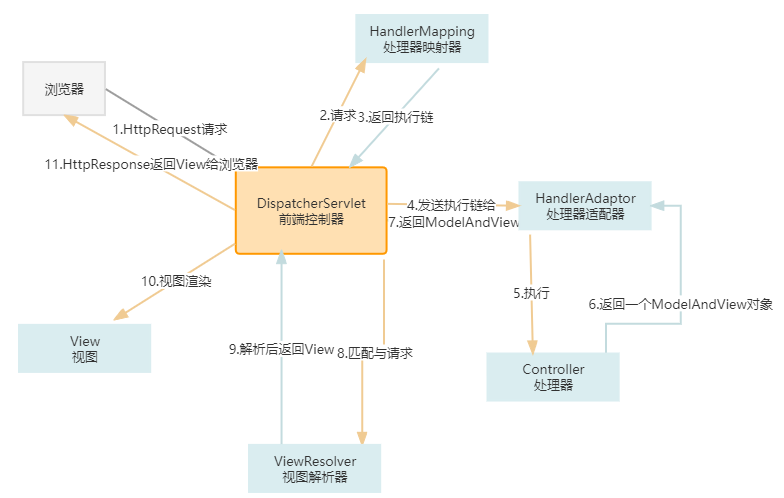 HandlerMapping
处理器映射器
浏览器
2.请求
3.返回执行链
1.HttpRequest请求
11.HttpResponse返回View给浏览器
DispatcherServlet
前端控制器
4.发送执行链给
7.返回ModelAndView
HandlerAdaptor
处理器适配器
10.视图渲染
5.执行
6.返回一个ModelAndView对象
View
视图
9.解析后返回View
8.匹配与请求
Controller
处理器
ViewResolver
视图解析器